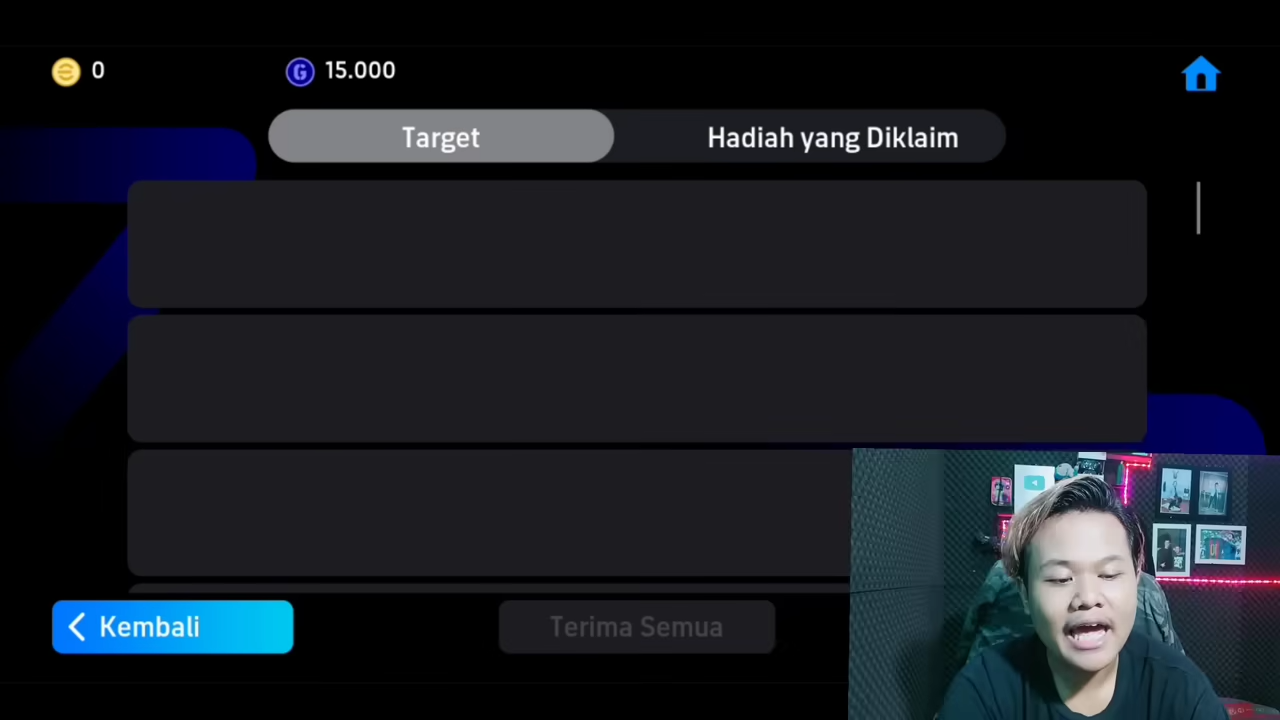 0
15.000
Target
Hadiah yang Diklaim
Kembali
Terima Semua